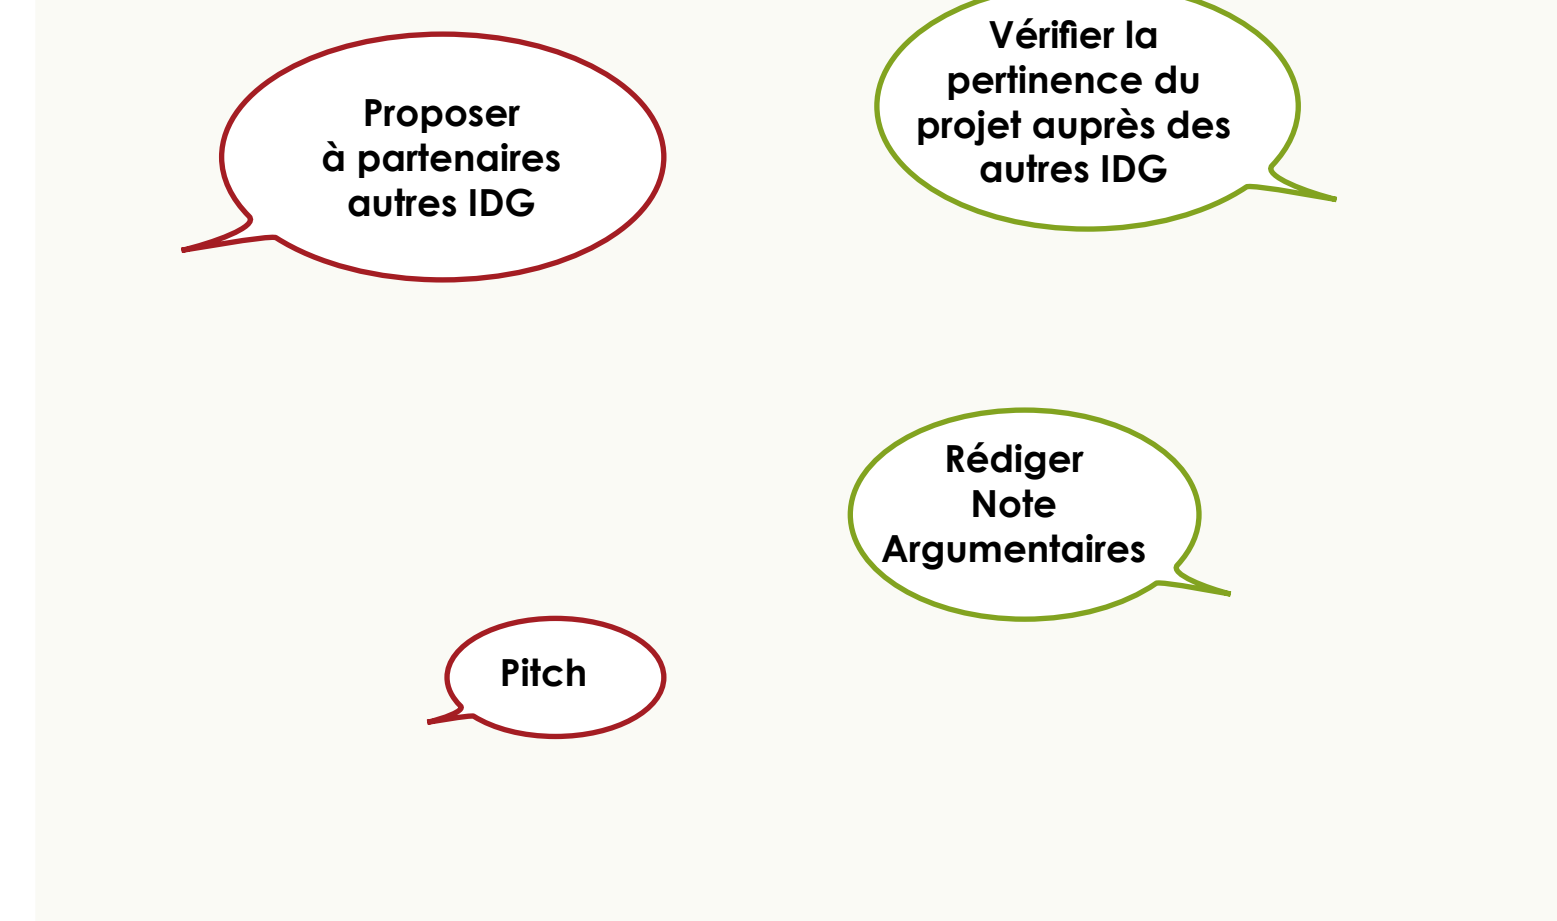 Proposer
à partenaires
autres IDG
Vérifier la
pertinence du
projet auprès des
autres IDG
Rédiger
Note
Argumentaires
Pitch